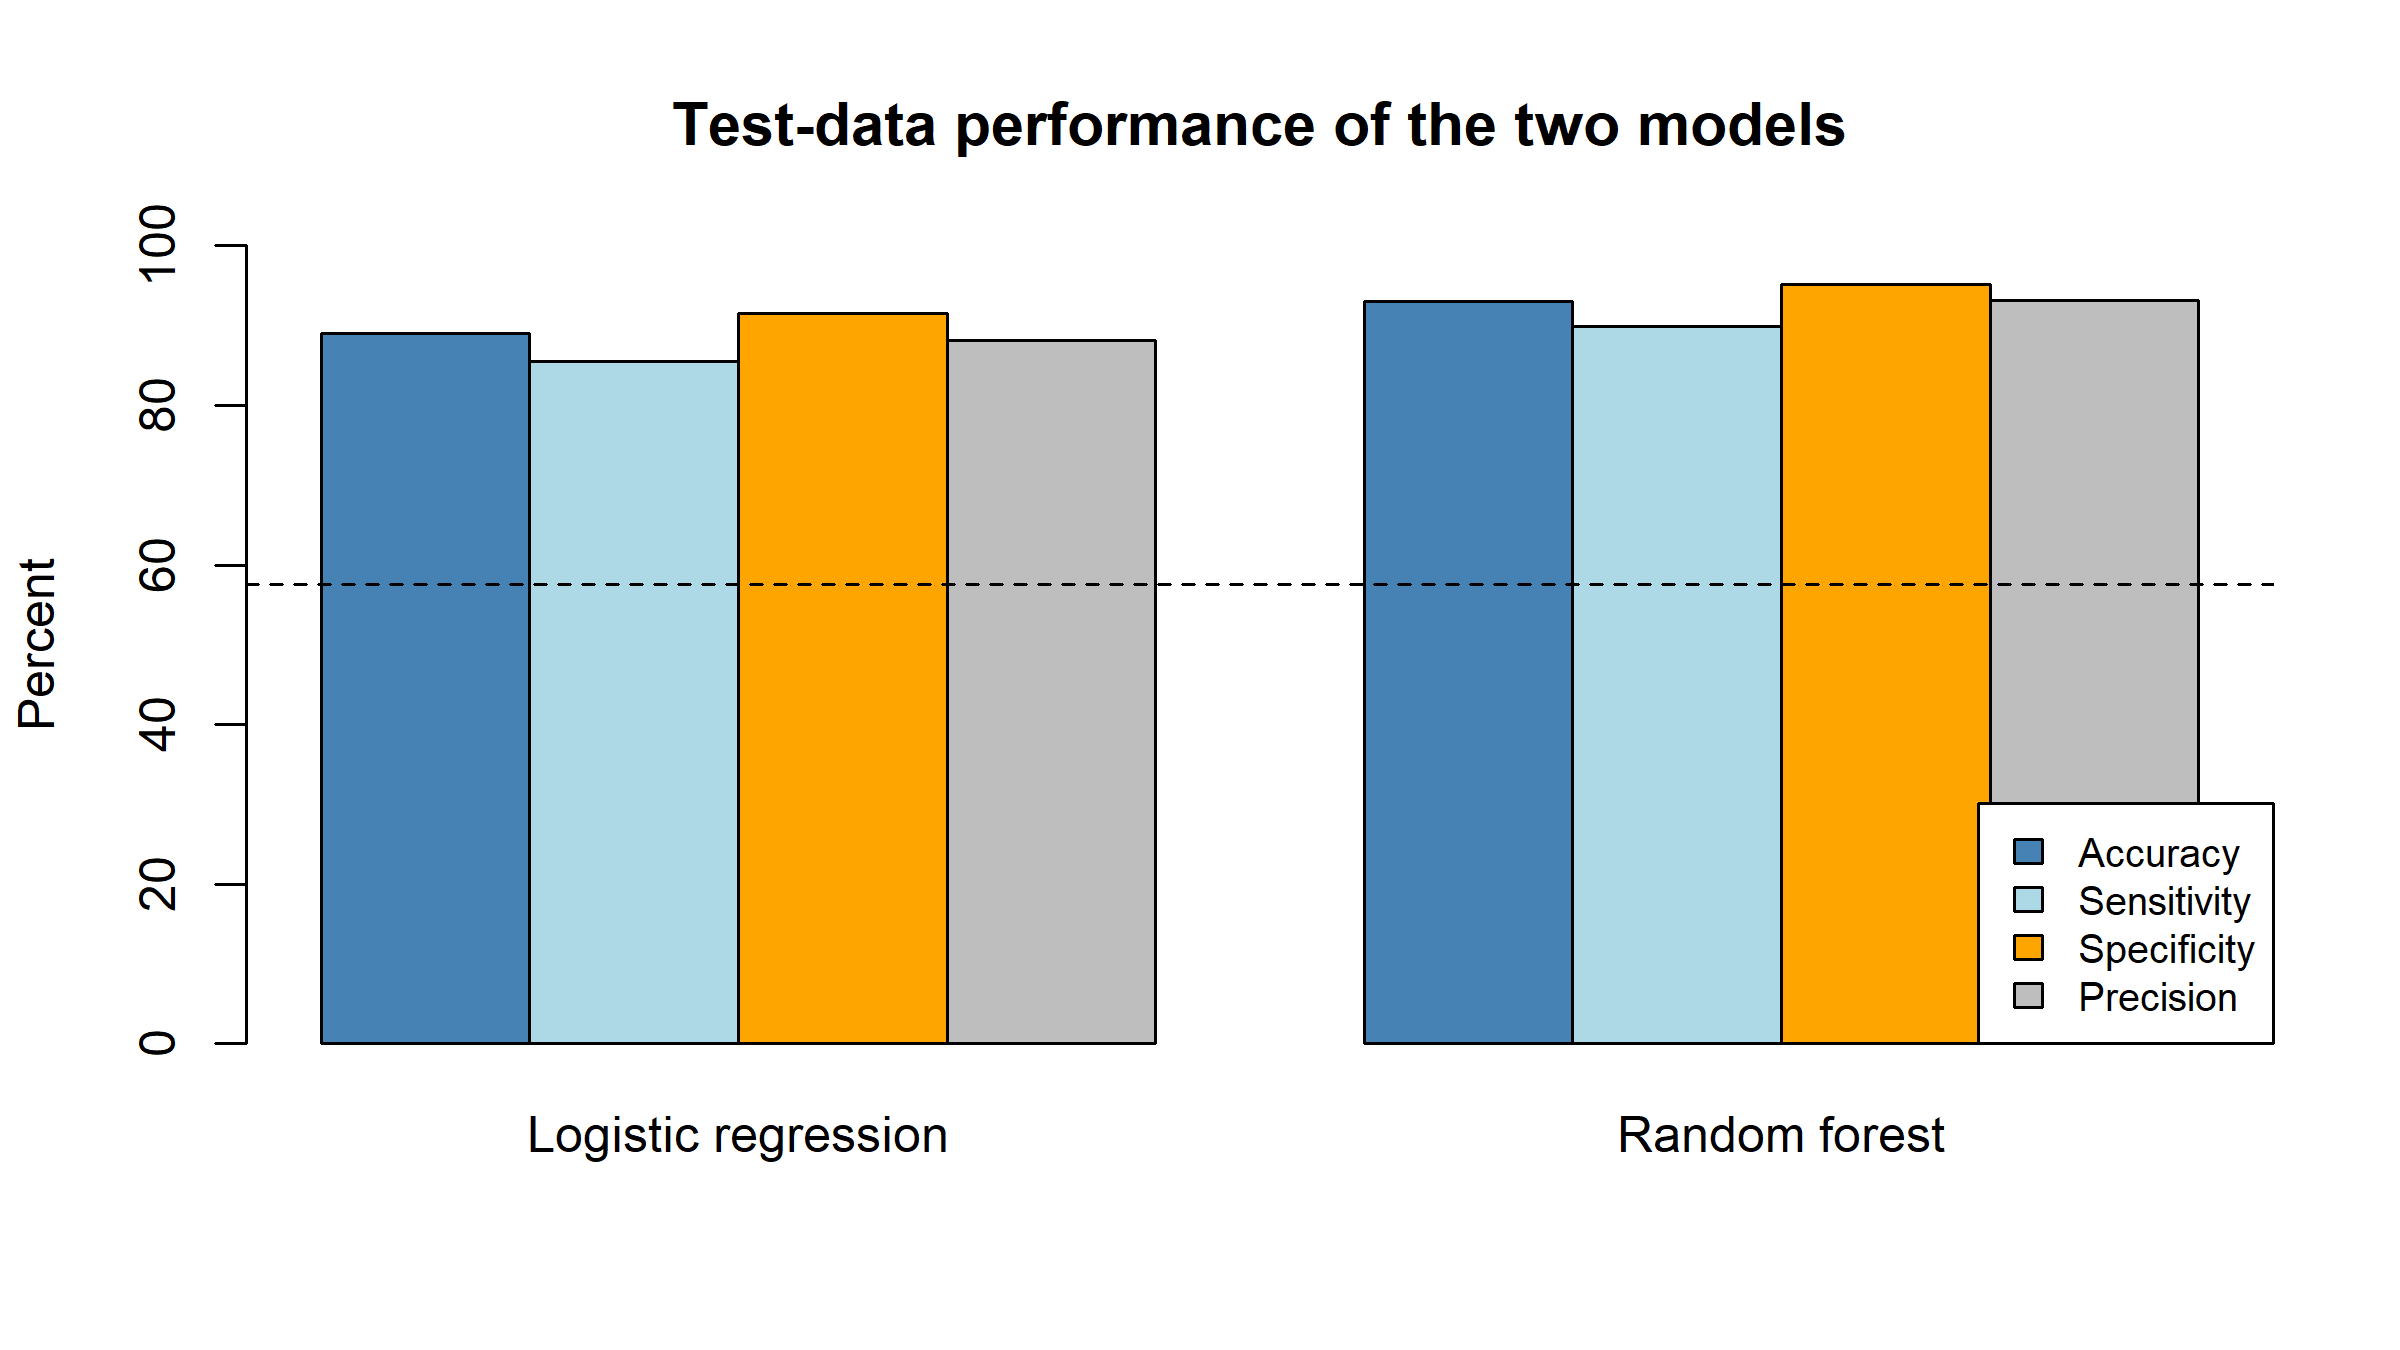 Test-data performance of the two models
Percent
100
80
60
40
20
0
Accuracy
Sensitivity
Specificity
Precision
Logistic regression
Random forest